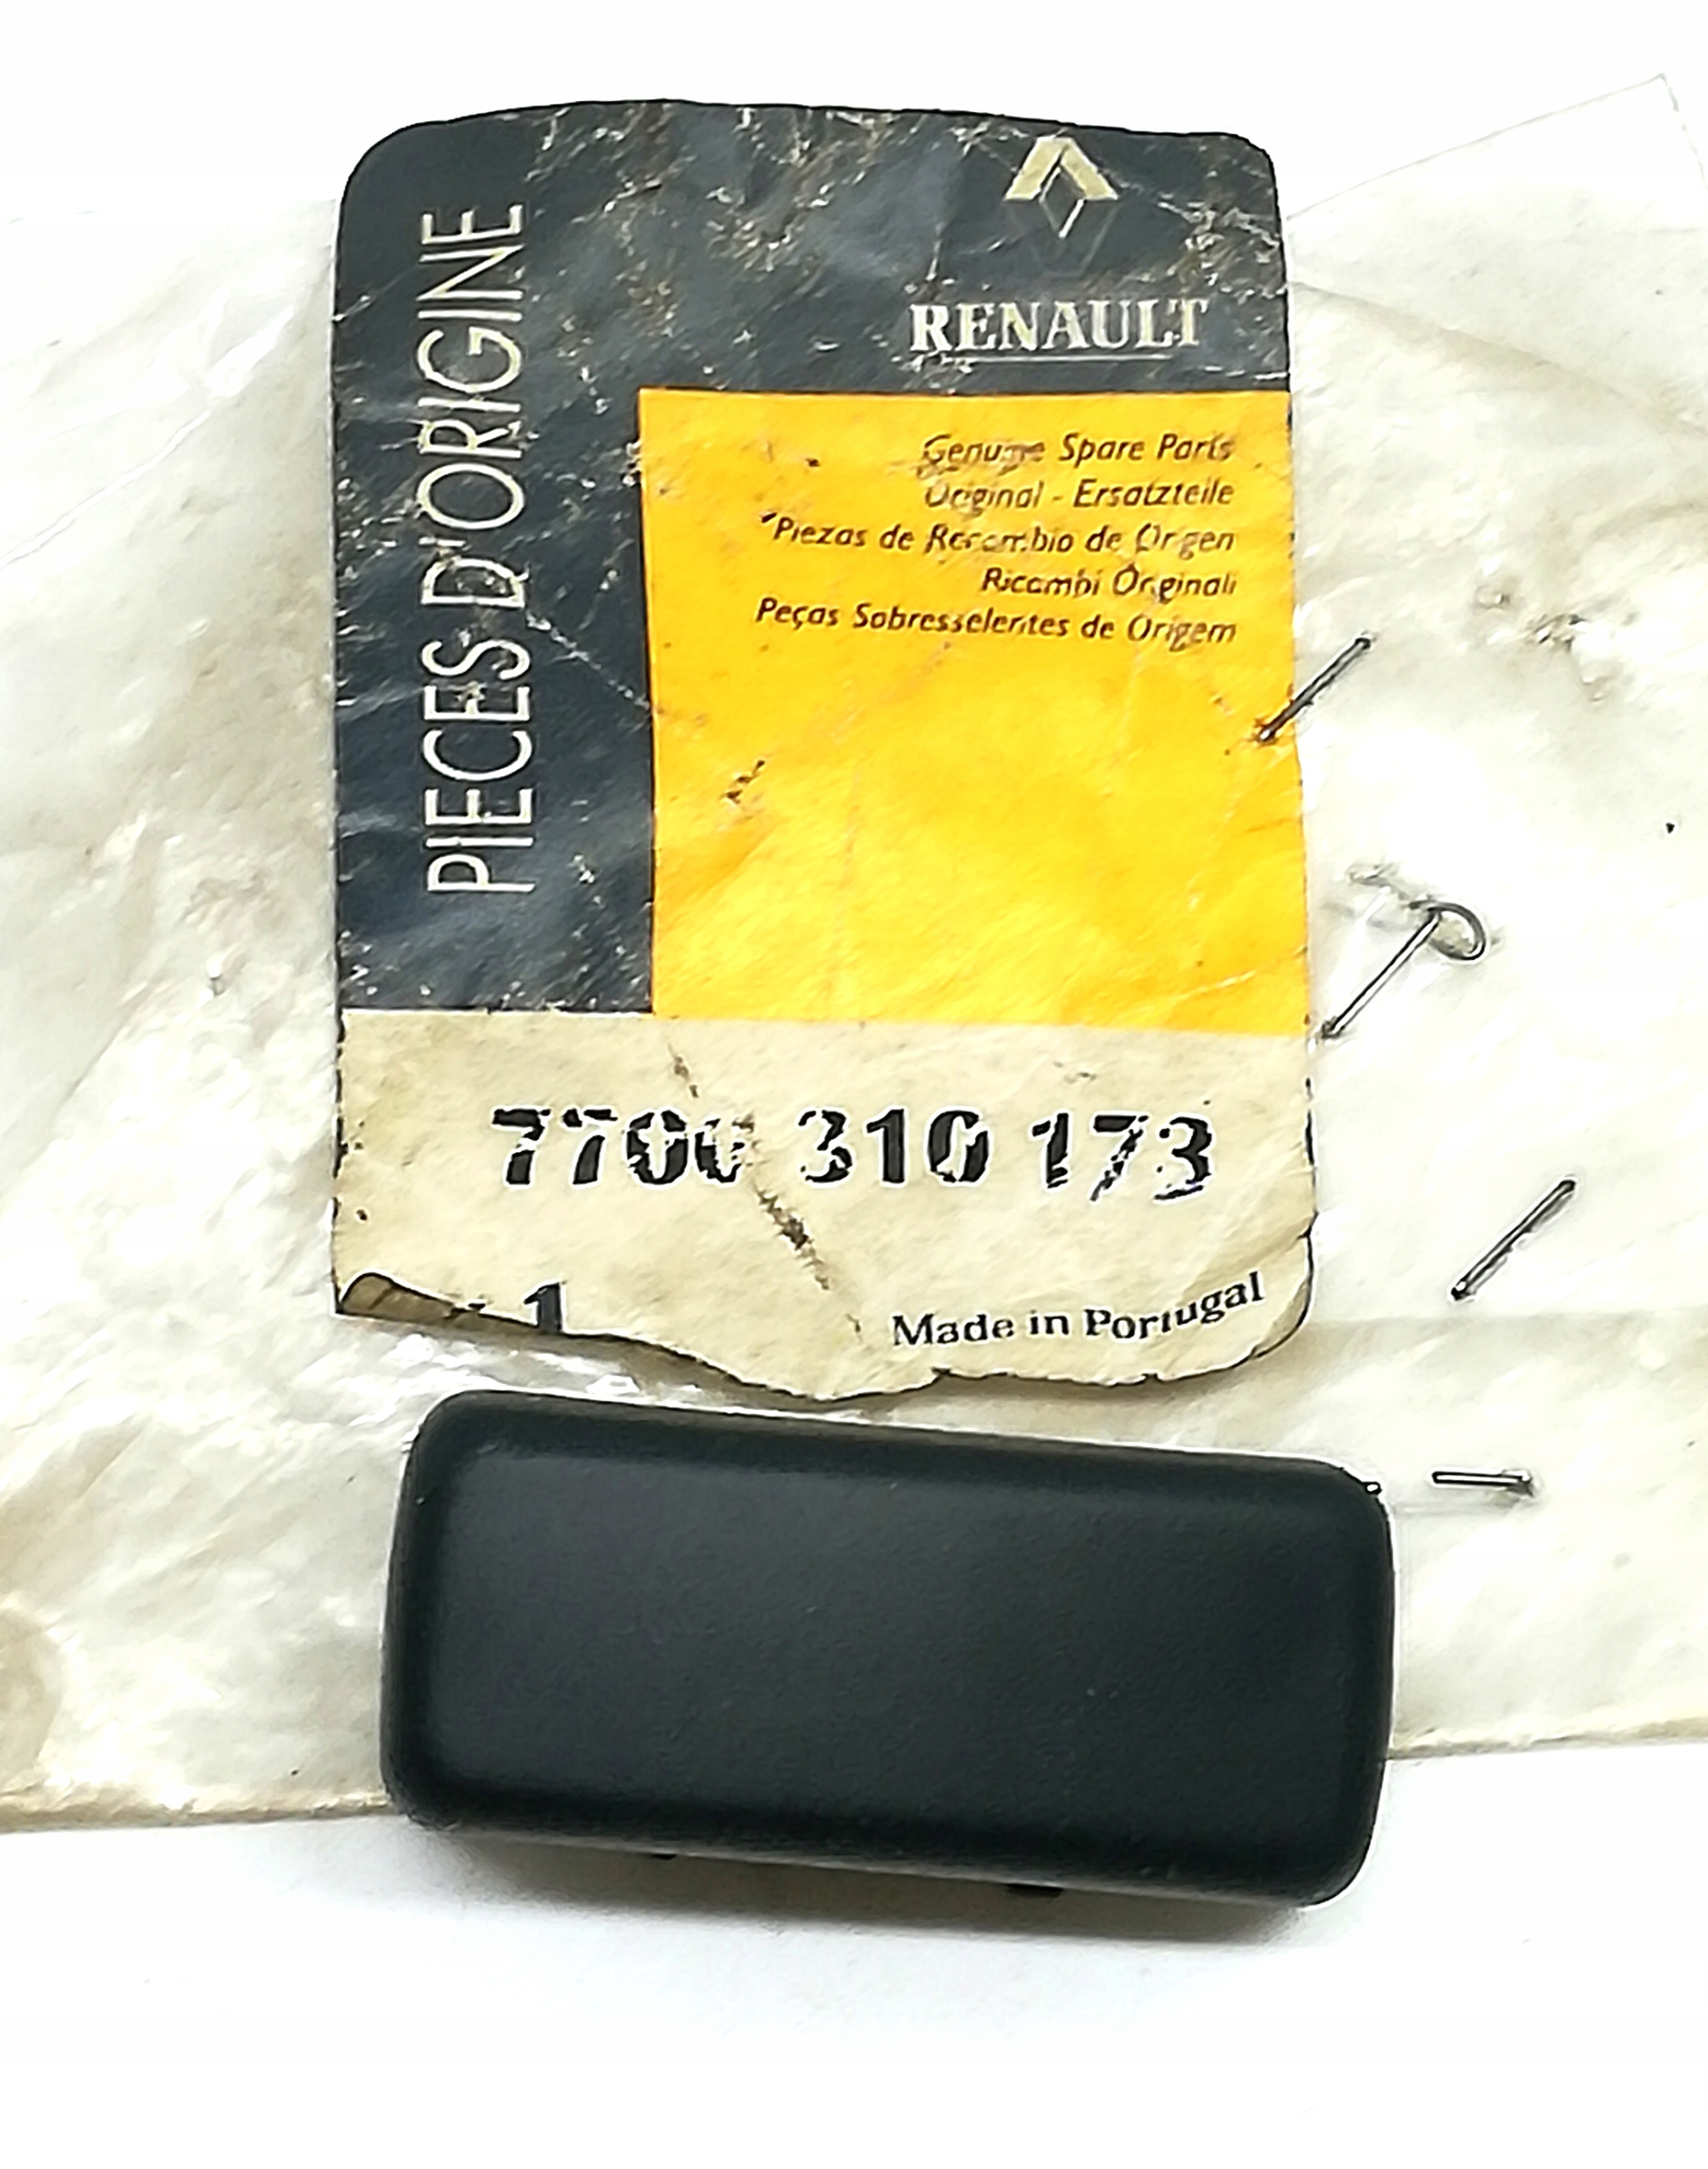 PIECES D'ORIGINE
RENAULT
Genuine Spare Parts
Original - Ersatzteile
Piezas de Recambio de Origen
Ricambi Originali
Peças Sobresselentes de Origem
7700 310 173
1
Made in Portugal